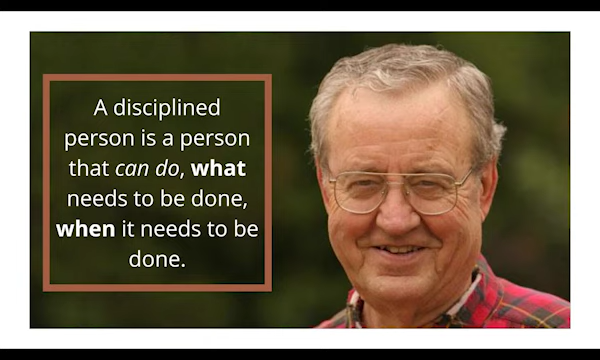 A disciplined
person is a person
that can do, what
needs to be done,
when it needs to be
done.